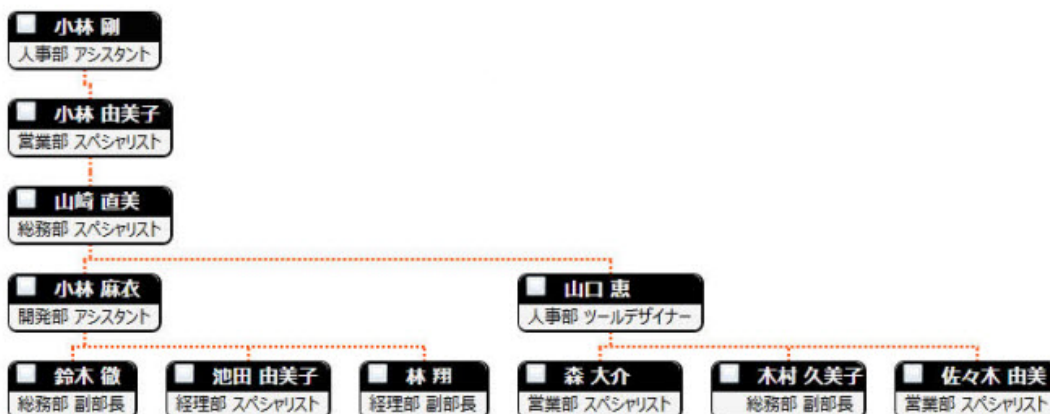 小林 剛
人事部 アシスタント
小林 由美子
営業部 スペシャリスト
山崎 直美
総務部 スペシャリスト
小林 麻衣
開発部 アシスタント
山口 恵
人事部 ツールデザイナー
鈴木 徹
総務部 副部長
池田 由美子
経理部 スペシャリスト
林 翔
経理部 副部長
森 大介
営業部 スペシャリスト
木村 久美子
総務部 副部長
佐々木 由美
営業部 スペシャリスト